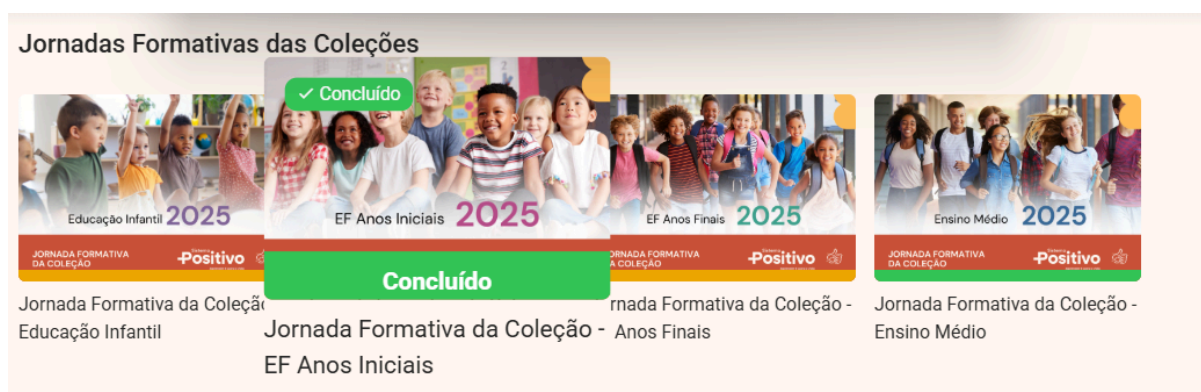 Jornadas Formativas das Coleções
Educação Infantil 2025
JORNADA FORMATIVA
DA COLEÇÃO
Positivo
Jornada Formativa da Coleçã
Educação Infantil
✓ Concluído
EF Anos Iniciais 2025
Concluído
Jornada Formativa da Coleção -
EF Anos Iniciais
EF Anos Finais 2025
ORNADA FORMATIVA
A COLEÇÃO
Positivo
rnada Formativa da Coleção -
Anos Finais
Ensino Médio 2025
JORNADA FORMATIVA
DA COLEÇÃO
Positivo
Jornada Formativa da Coleção -
Ensino Médio